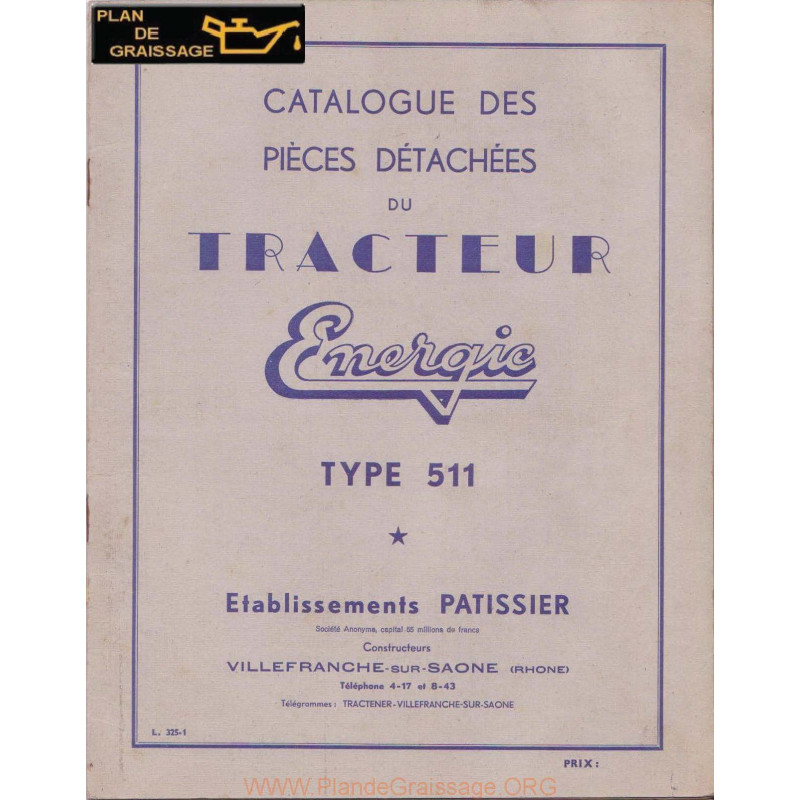 PLAN
DE
GRAISSAGE
CATALOGUE DES
PIÈCES DÉTACHÉES
DU
TRACTEUR
Energic
TYPE 511
Etablissements PATISSIER
Société Anonyme, capital 55 millions de francs
Constructeurs
VILLEFRANCHE-SUR-SAONE (RHONE)
Téléphone 4-17 et 8-43
Télégrammes : TRACTENER-VILLEFRANCHE-SUR-SAONE
L. 325-1
PRIX :
www.PlandeGraissage.ORG